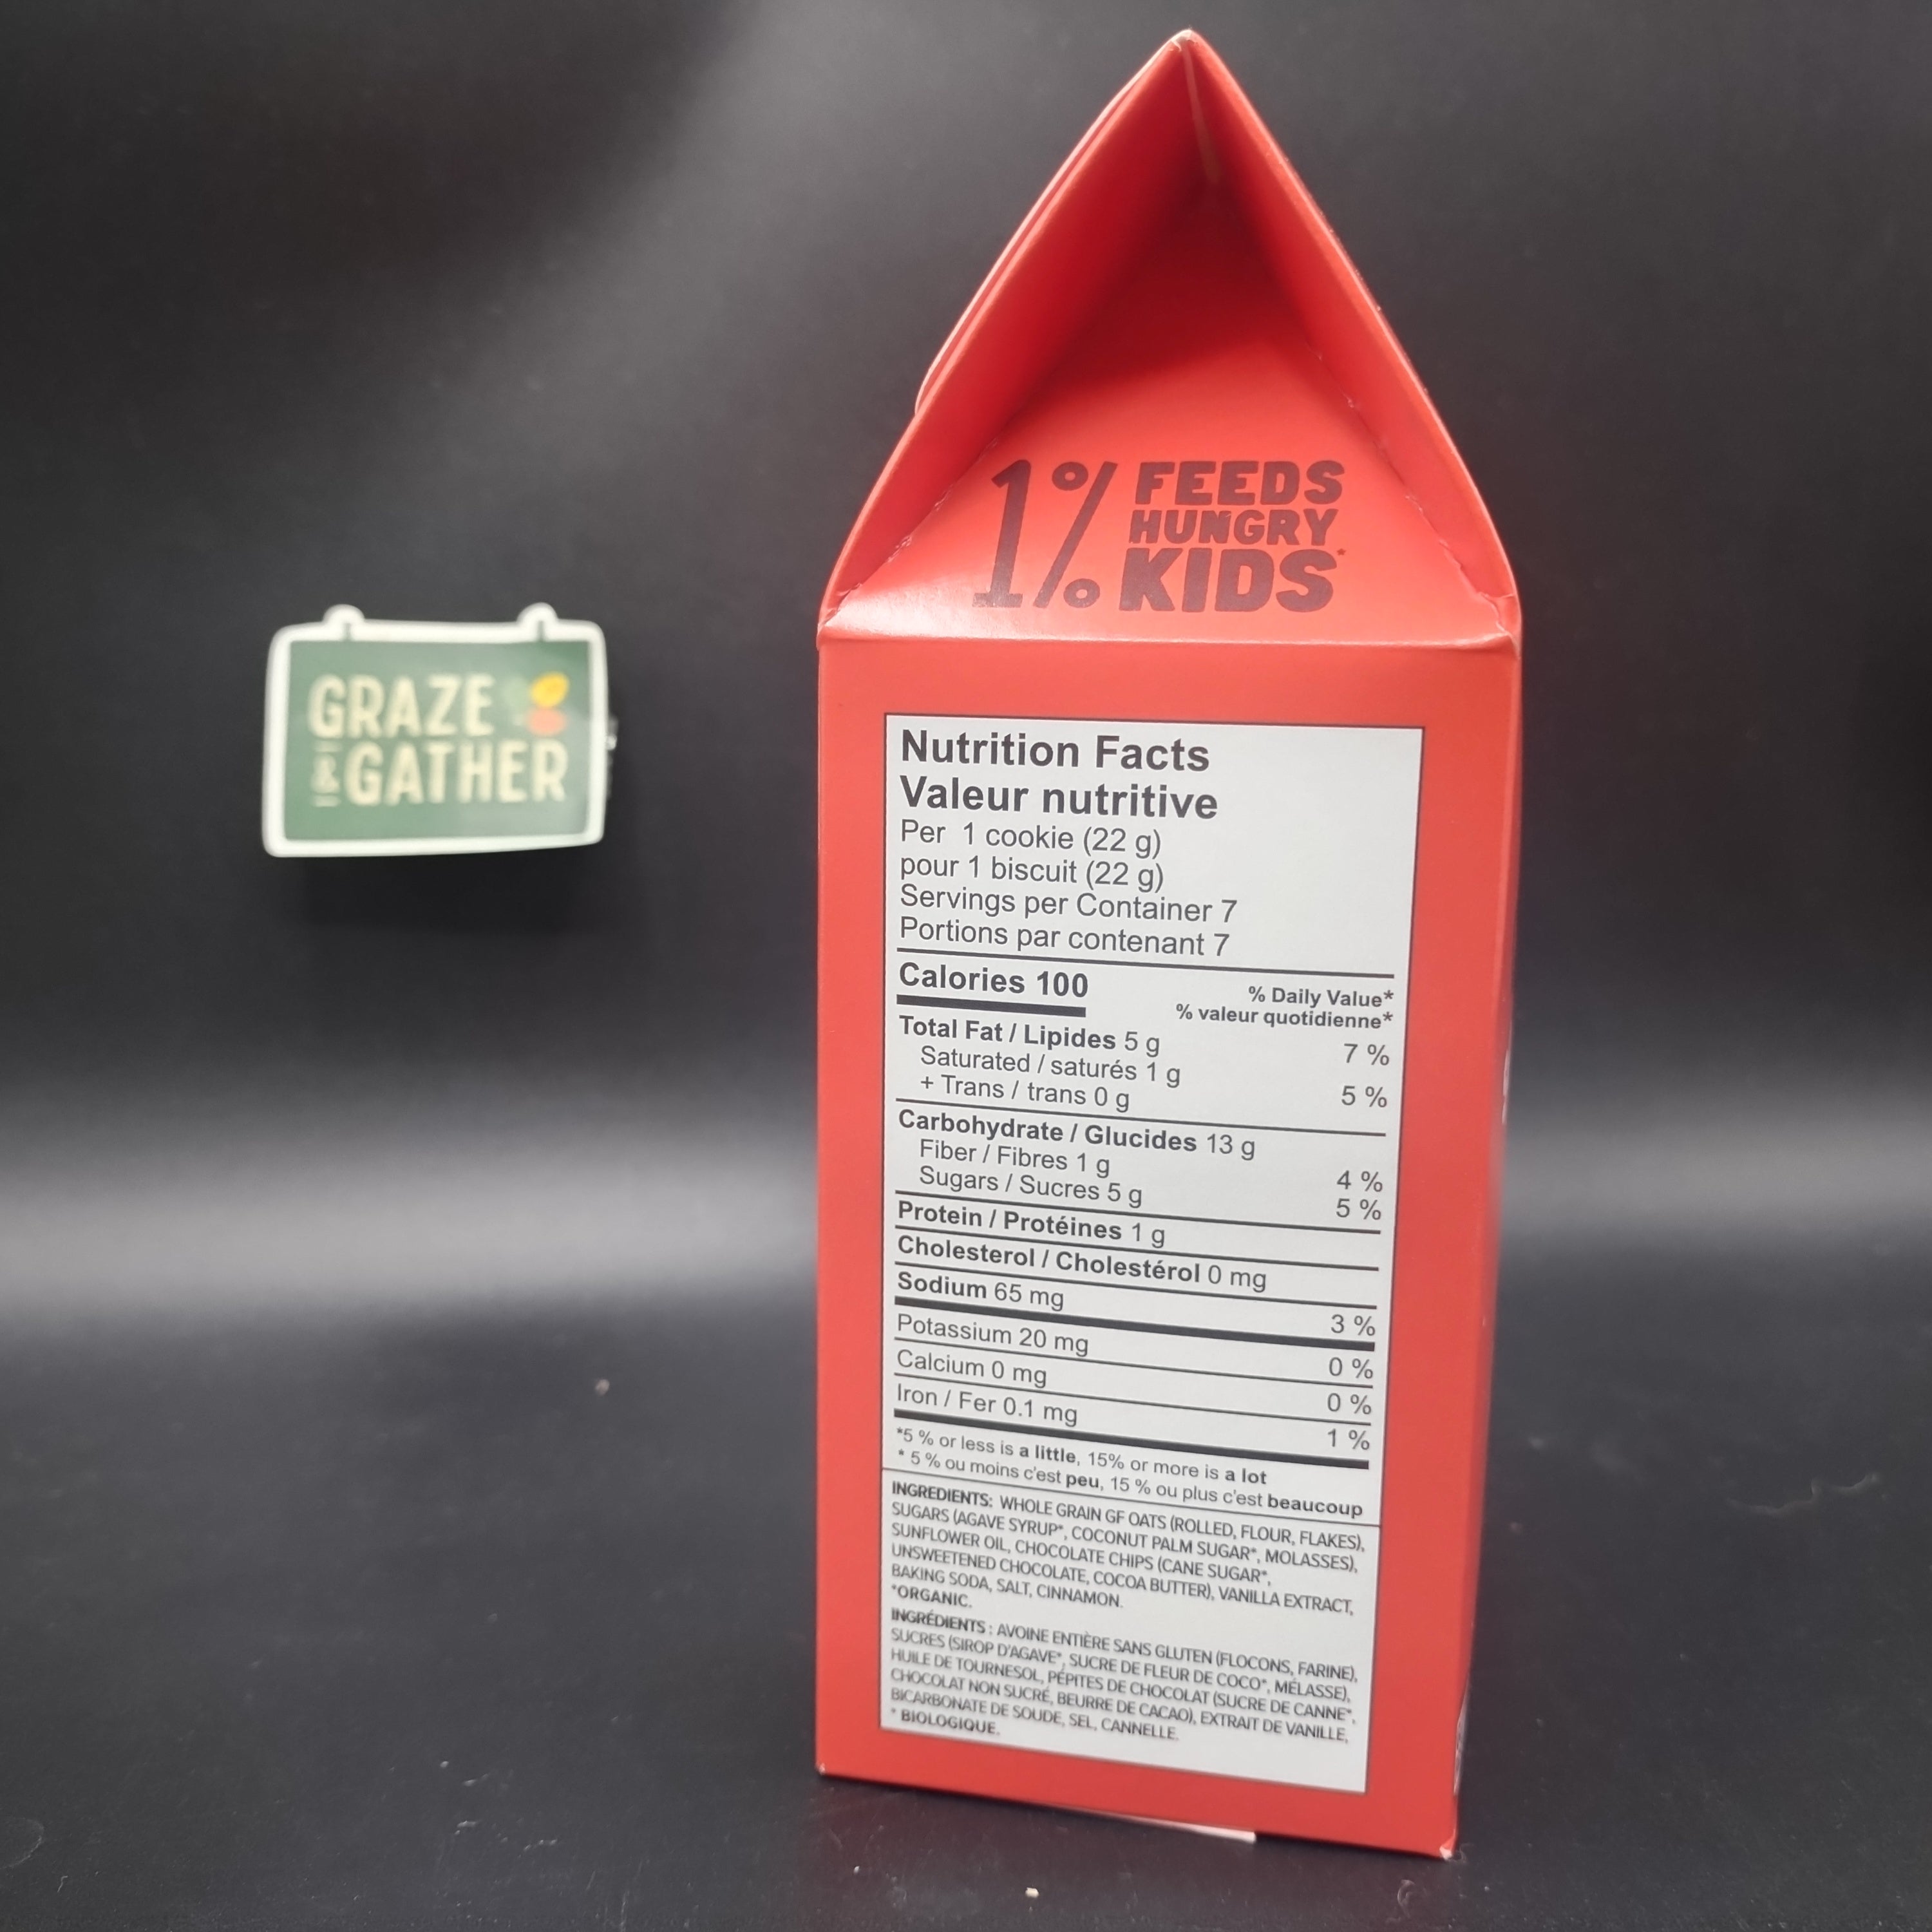 GRAZE
&GATHER
1% FEEDS
HUNGRY
KIDS*
Nutrition Facts
Valeur nutritive
Per 1 cookie (22 g)
pour 1 biscuit (22 g)
Servings per Container 7
Portions par contenant 7
Calories 100
% Daily Value*
% valeur quotidienne*
Total Fat / Lipides 5 g 7 %
Saturated / saturés 1 g
+ Trans / trans 0 g 5 %
Carbohydrate / Glucides 13 g
Fiber / Fibres 1 g 4 %
Sugars / Sucres 5 g 5 %
Protein / Protéines 1 g
Cholesterol / Cholestérol 0 mg
Sodium 65 mg 3 %
Potassium 20 mg 0 %
Calcium 0 mg 0 %
Iron / Fer 0.1 mg 1 %
*5 % or less is a little, 15% or more is a lot
* 5 % ou moins c'est peu, 15 % ou plus c'est beaucoup
INGREDIENTS: WHOLE GRAIN GF OATS (ROLLED, FLOUR, FLAKES),
SUGARS (AGAVE SYRUP*, COCONUT PALM SUGAR*, MOLASSES),
SUNFLOWER OIL, CHOCOLATE CHIPS (CANE SUGAR*,
UNSWEETENED CHOCOLATE, COCOA BUTTER), VANILLA EXTRACT,
BAKING SODA, SALT, CINNAMON.
*ORGANIC.
INGRÉDIENTS : AVOINE ENTIÈRE SANS GLUTEN (FLOCONS, FARINE),
SUCRES (SIROP D'AGAVE*, SUCRE DE FLEUR DE COCO*, MÉLASSE),
HUILE DE TOURNESOL, PÉPITES DE CHOCOLAT (SUCRE DE CANNE*,
CHOCOLAT NON SUCRÉ, BEURRE DE CACAO), EXTRAIT DE VANILLE,
BICARBONATE DE SOUDE, SEL, CANNELLE.
* BIOLOGIQUE.